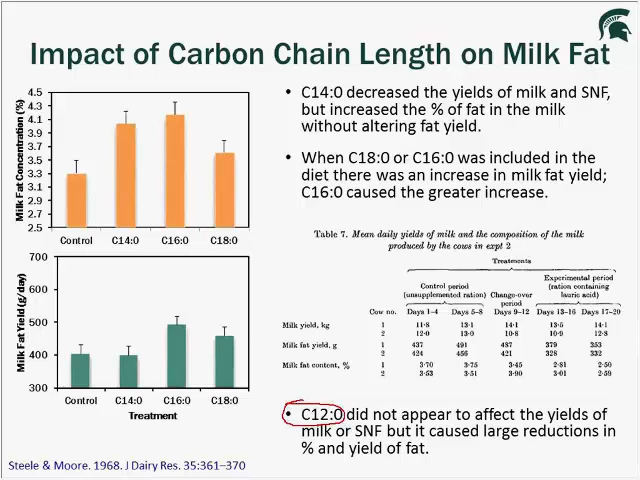 Impact of Carbon Chain Length on Milk Fat
Milk Fat Concentration (%)
4.5
4.3
4.1
3.9
3.7
3.5
3.3
3.1
2.9
2.7
2.5
Control C14:0 C16:0 C18:0
Milk Fat Yield (g/day)
700
600
500
400
300
Control C14:0 C16:0 C18:0
Treatment
• C14:0 decreased the yields of milk and SNF,
but increased the % of fat in the milk
without altering fat yield.
• When C18:0 or C16:0 was included in the
diet there was an increase in milk fat yield;
C16:0 caused the greater increase.
Table 7. Mean daily yields of milk and the composition of the milk
produced by the cows in expt 2
Treatments
Control period
(unsupplemented ration)
Change-over
period
Experimental period
(ration containing
lauric acid)
Cow no. Days 1–4 Days 5–8 Days 9–12 Days 13–16 Days 17–20
Milk yield, kg 1 11·8 13·1 14·1 13·5 14·1
2 12·0 13·0 10·8 10·9 12·8
Milk fat yield, g 1 437 491 487 379 353
2 424 456 421 328 332
Milk fat content, % 1 3·70 3·75 3·45 2·81 2·50
2 3·53 3·51 3·90 3·01 2·59
• C12:0 did not appear to affect the yields of
milk or SNF but it caused large reductions in
% and yield of fat.
Steele & Moore. 1968. J Dairy Res. 35:361–370